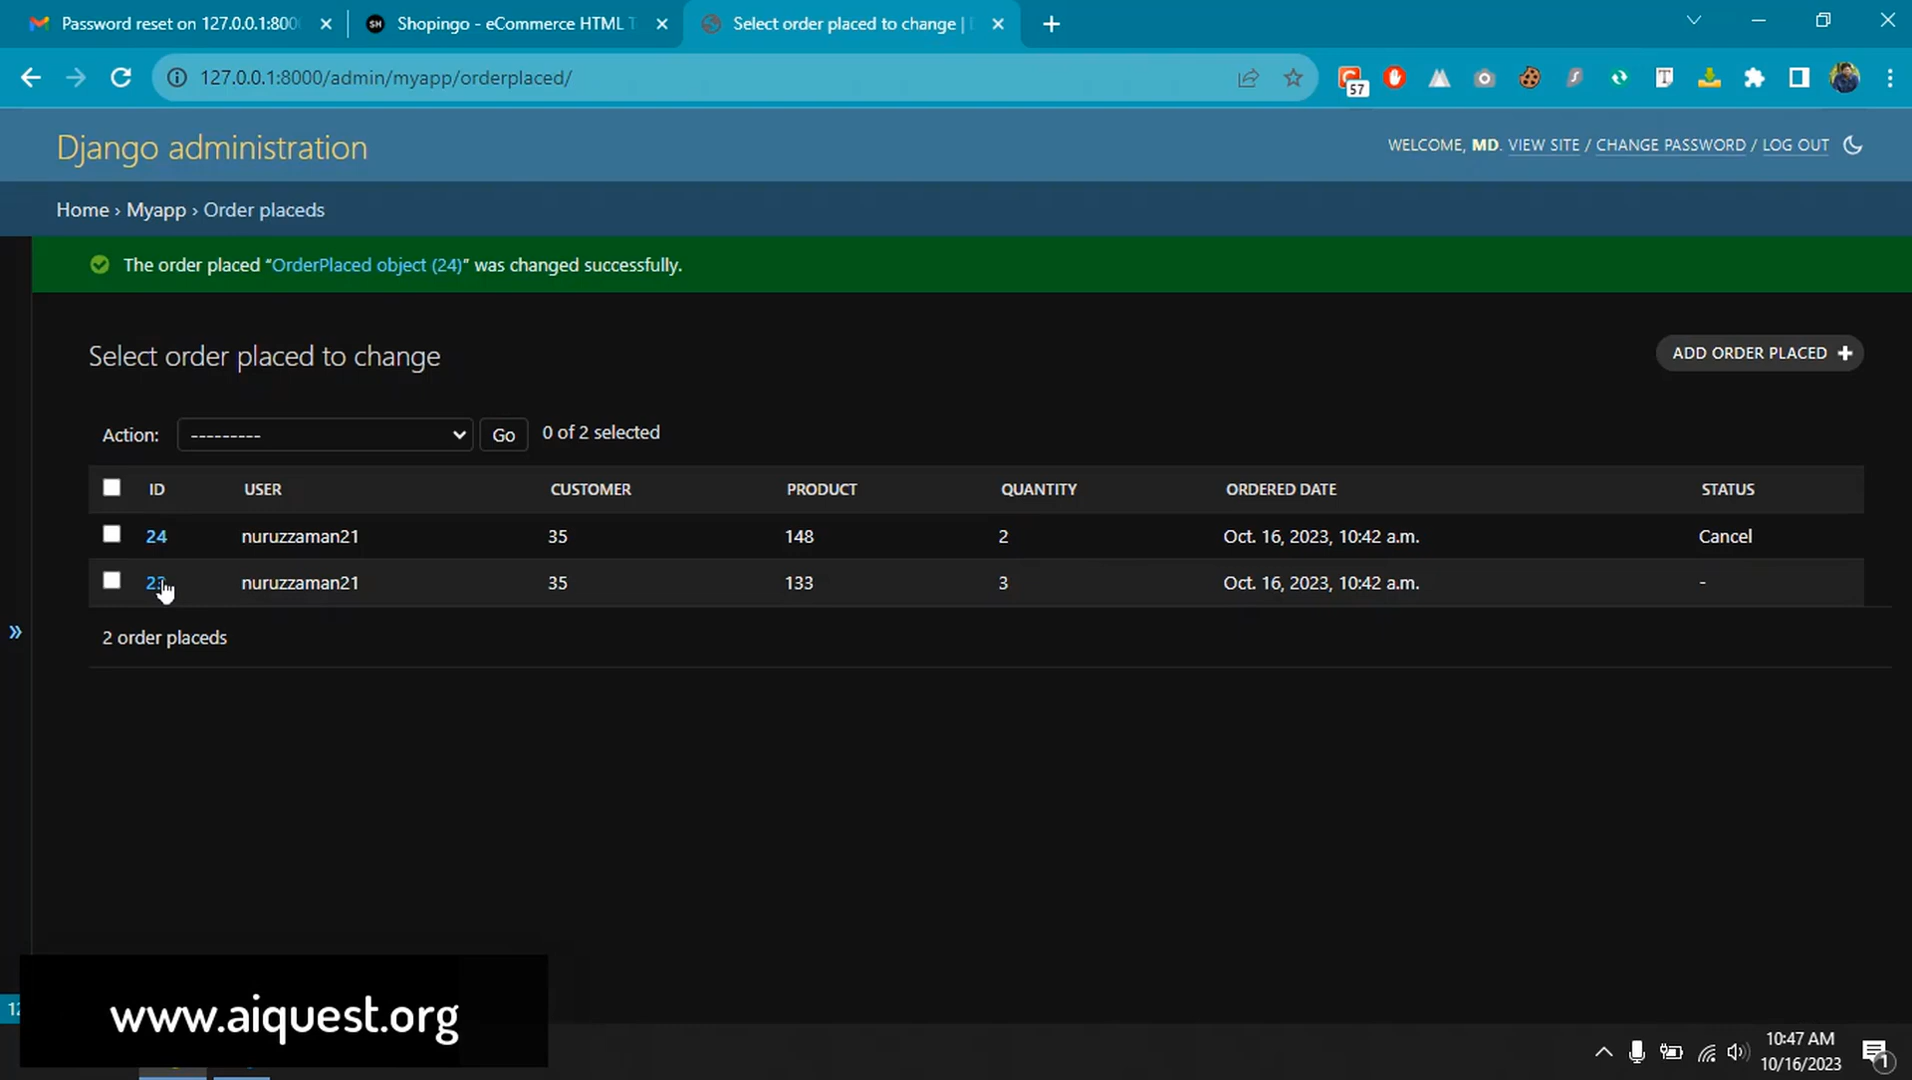 Password reset on 127.0.0.1:8000
Shopingo - eCommerce HTML T
Select order placed to change |
127.0.0.1:8000/admin/myapp/orderplaced/
57
Django administration
WELCOME, MD. VIEW SITE / CHANGE PASSWORD / LOG OUT
Home › Myapp › Order placeds
The order placed “OrderPlaced object (24)” was changed successfully.
Select order placed to change
ADD ORDER PLACED +
Action: --------- Go 0 of 2 selected
ID USER CUSTOMER PRODUCT QUANTITY ORDERED DATE STATUS
24 nuruzzaman21 35 148 2 Oct. 16, 2023, 10:42 a.m. Cancel
nuruzzaman21 35 133 3 Oct. 16, 2023, 10:42 a.m. -
»
2 order placeds
www.aiquest.org
10:47 AM
10/16/2023
1